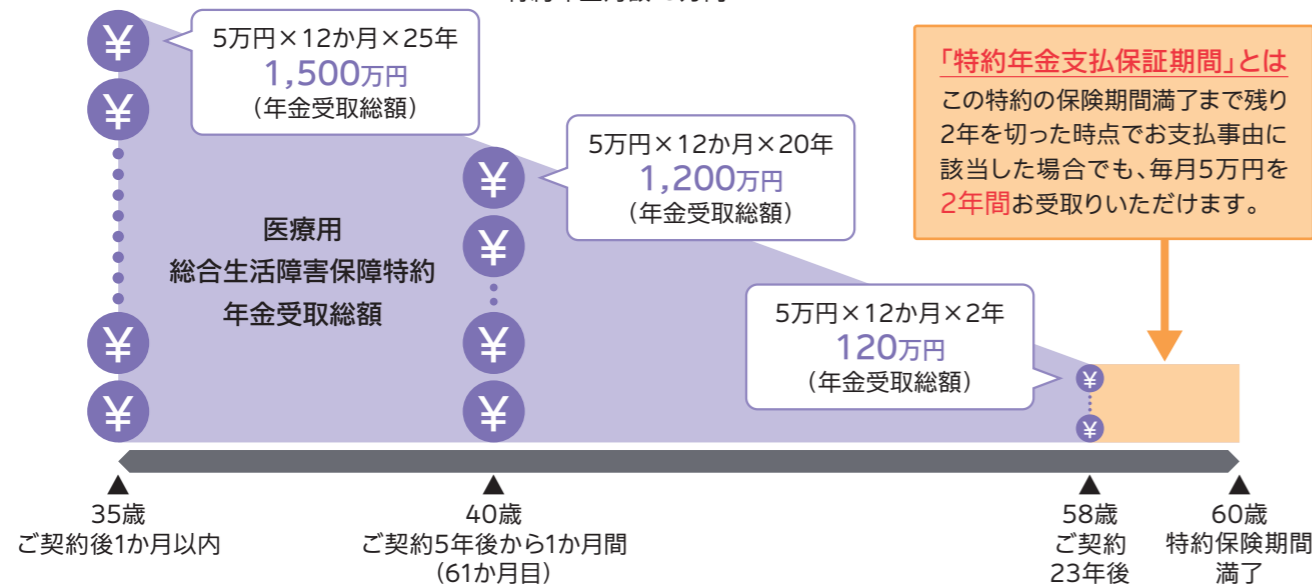 5万円×12か月×25年
1,500万円
(年金受取総額)
5万円×12か月×20年
1,200万円
(年金受取総額)
「特約年金支払保証期間」とは
この特約の保険期間満了まで残り
2年を切った時点でお支払事由に
該当した場合でも、毎月5万円を
2年間お受取りいただけます。
医療用
総合生活障害保障特約
年金受取総額
5万円×12か月×2年
120万円
(年金受取総額)
¥
¥
¥
¥
¥
¥
¥
¥
¥
¥
35歳
ご契約後1か月以内
40歳
ご契約5年後から1か月間
(61か月目)
58歳
ご契約
23年後
60歳
特約保険期間
満了